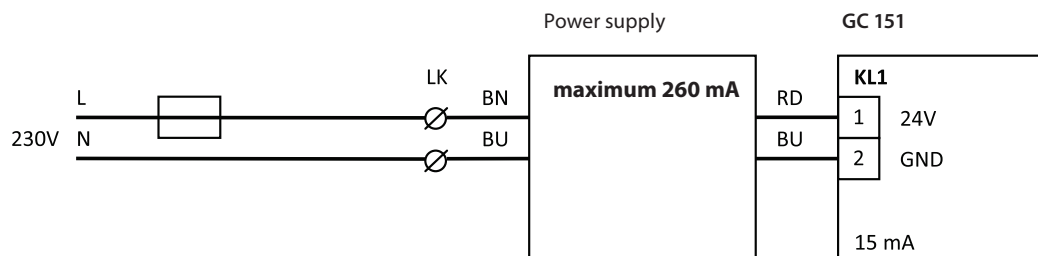 Power supply
GC 151
LK
KL1
maximum 260 mA
L
BN
RD
1
24V
230V
N
BU
BU
2
GND
15 mA